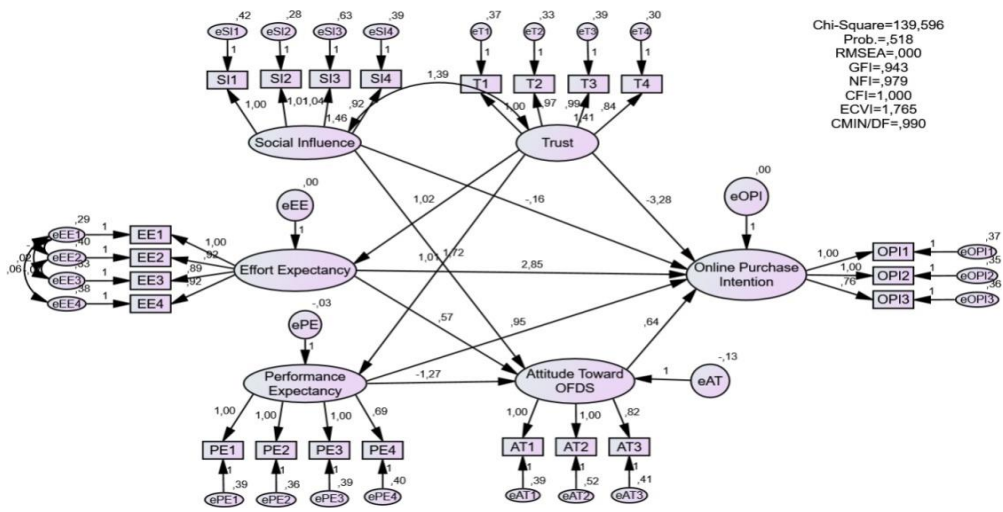 ,42
,28
,63
,39
eSI1
eSI2
eSI3
eSI4
1
1
1
1
SI1
SI2
SI3
SI4
1,00
1,01
1,04
,92
1,46
Social Influence
1,39
,37
,33
,39
,30
eT1
eT2
eT3
eT4
1
1
1
1
T1
T2
T3
T4
1,00
,97
,99
,84
1,41
Trust
Chi-Square=139,596
Prob.=,518
RMSEA=,000
GFI=,943
NFI=,979
CFI=1,000
ECVI=1,765
CMIN/DF=,990
,00
eEE
1
1,02
-,16
-3,28
,00
eOPI
1
,29
eEE1
1
EE1
1,00
,40
eEE2
EE2
,92
eEE3
EE3
,89
,38
eEE4
1
EE4
,92
,02
,06
Effort Expectancy
1,01
1,72
2,85
Online Purchase
Intention
1,00
1,00
,76
OPI1
1
eOPI1
,37
OPI2
1
eOPI2
,35
OPI3
1
eOPI3
,36
-,03
ePE
1
,57
,95
,64
Performance
Expectancy
-1,27
Attitude Toward
OFDS
1
eAT
-,13
1,00
1,00
1,00
,69
PE1
PE2
PE3
PE4
1
1
1
1
,39
,36
,39
,40
ePE1
ePE2
ePE3
ePE4
1,00
1,00
,82
AT1
AT2
AT3
1
1
1
,39
,52
,41
eAT1
eAT2
eAT3